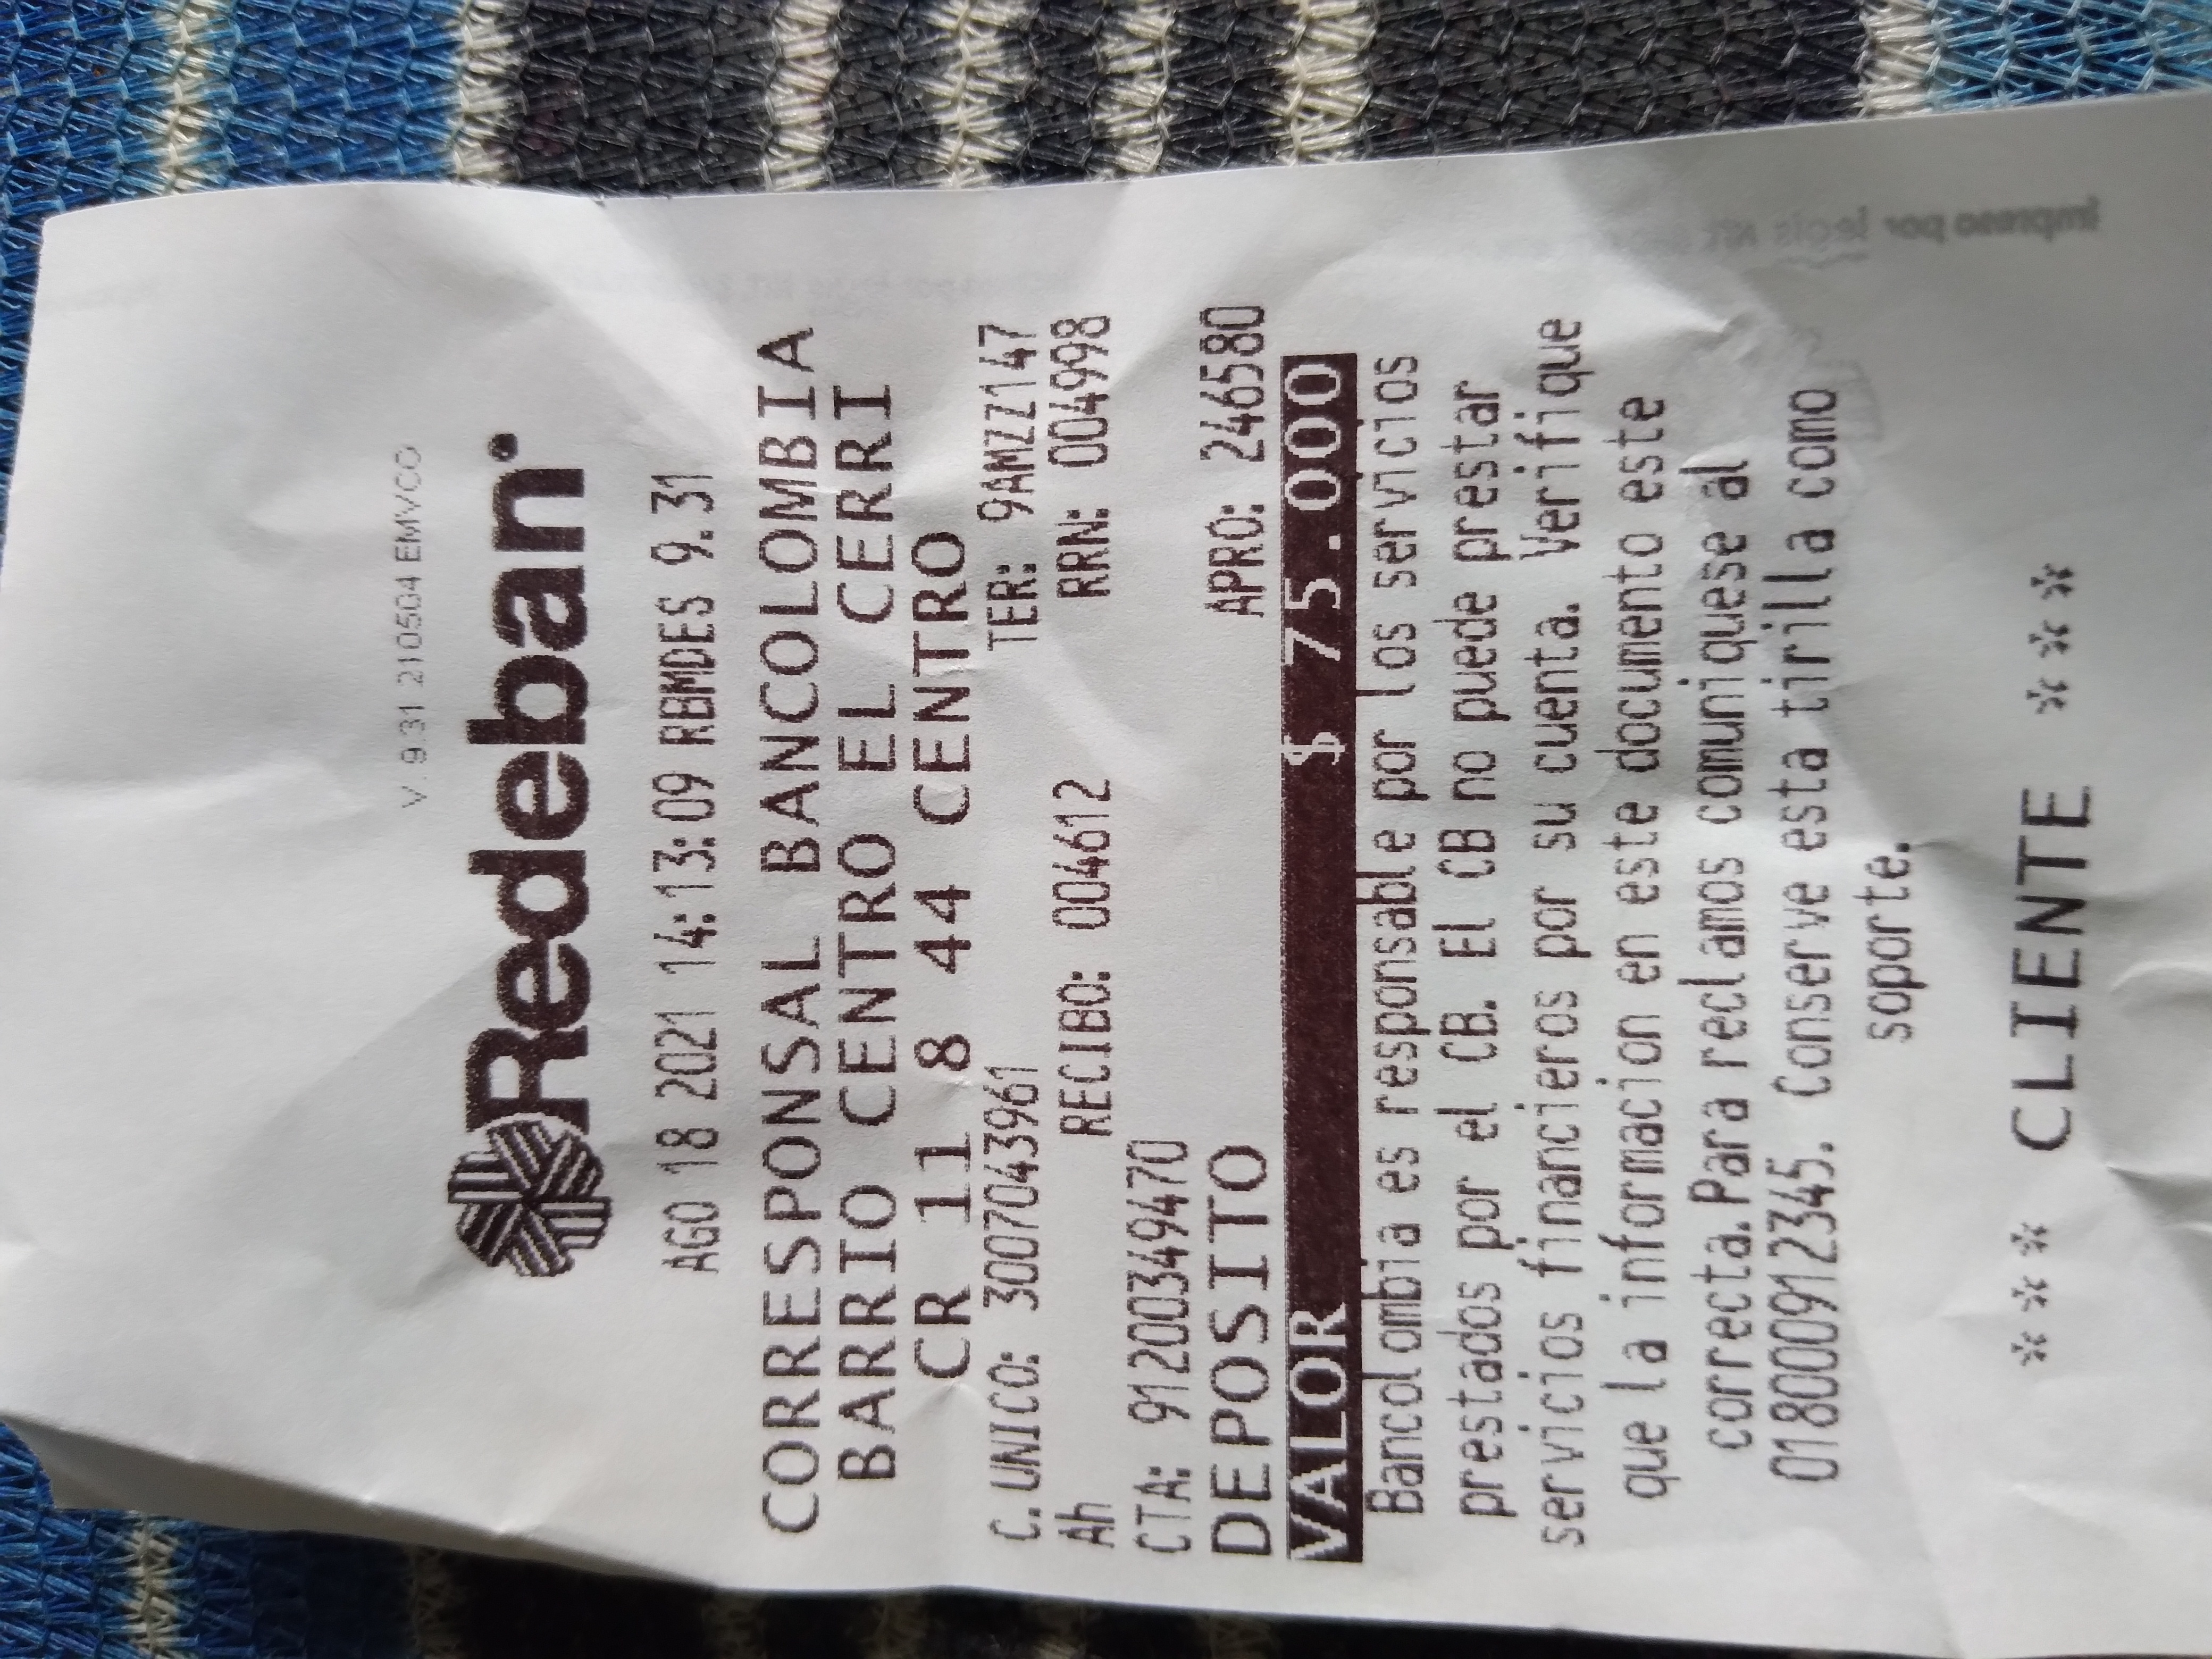 V. 9.31 210504 EMVCO
Redeban
AGO 18 2021 14:13:09 RBMDES 9.31
CORRESPONSAL BANCOLOMBIA
BARRIO CENTRO EL CERRI
CR 11 8 44 CENTRO
C. UNICO: 3007043961 TER: 9AMZZ147
Ah RECIBO: 004612 RRN: 004998
CTA: 91200349470
DEPOSITO APRO: 246580
VALOR $ 75.000
Bancolombia es responsable por los servicios
prestados por el CB. El CB no puede prestar
servicios financieros por su cuenta. Verifique
que la informacion en este documento este
correcta.Para reclamos comuniquese al
018000912345. Conserve esta tirilla como
soporte.
*** CLIENTE ***
Impreso por legis